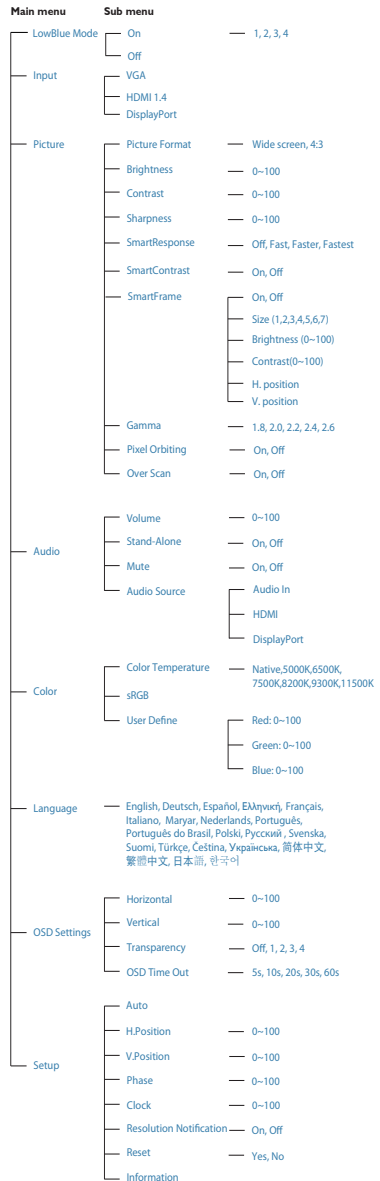 Main menu Sub menu
LowBlue Mode On 1, 2, 3, 4
Off
Input VGA
HDMI 1.4
DisplayPort
Picture Picture Format Wide screen, 4:3
Brightness 0~100
Contrast 0~100
Sharpness 0~100
SmartResponse Off, Fast, Faster, Fastest
SmartContrast On, Off
SmartFrame On, Off
Size (1,2,3,4,5,6,7)
Brightness (0~100)
Contrast(0~100)
H. position
V. position
Gamma 1.8, 2.0, 2.2, 2.4, 2.6
Pixel Orbiting On, Off
Over Scan On, Off
Volume 0~100
Stand-Alone On, Off
Audio
Mute On, Off
Audio Source Audio In
HDMI
DisplayPort
Color Temperature Native,5000K,6500K,
7500K,8200K,9300K,11500K
Color sRGB
User Define Red: 0~100
Green: 0~100
Blue: 0~100
Language English, Deutsch, Español, Ελληνική, Français,
Italiano, Maryar, Nederlands, Português,
Português do Brasil, Polski, Русский , Svenska,
Suomi, Türkçe, Čeština, Українська, 简体中文,
繁體中文, 日本語, 한국어
Horizontal 0~100
Vertical 0~100
OSD Settings
Transparency Off, 1, 2, 3, 4
OSD Time Out 5s, 10s, 20s, 30s, 60s
Auto
H.Position 0~100
V.Position 0~100
Setup
Phase 0~100
Clock 0~100
Resolution Notification On, Off
Reset Yes, No
Information